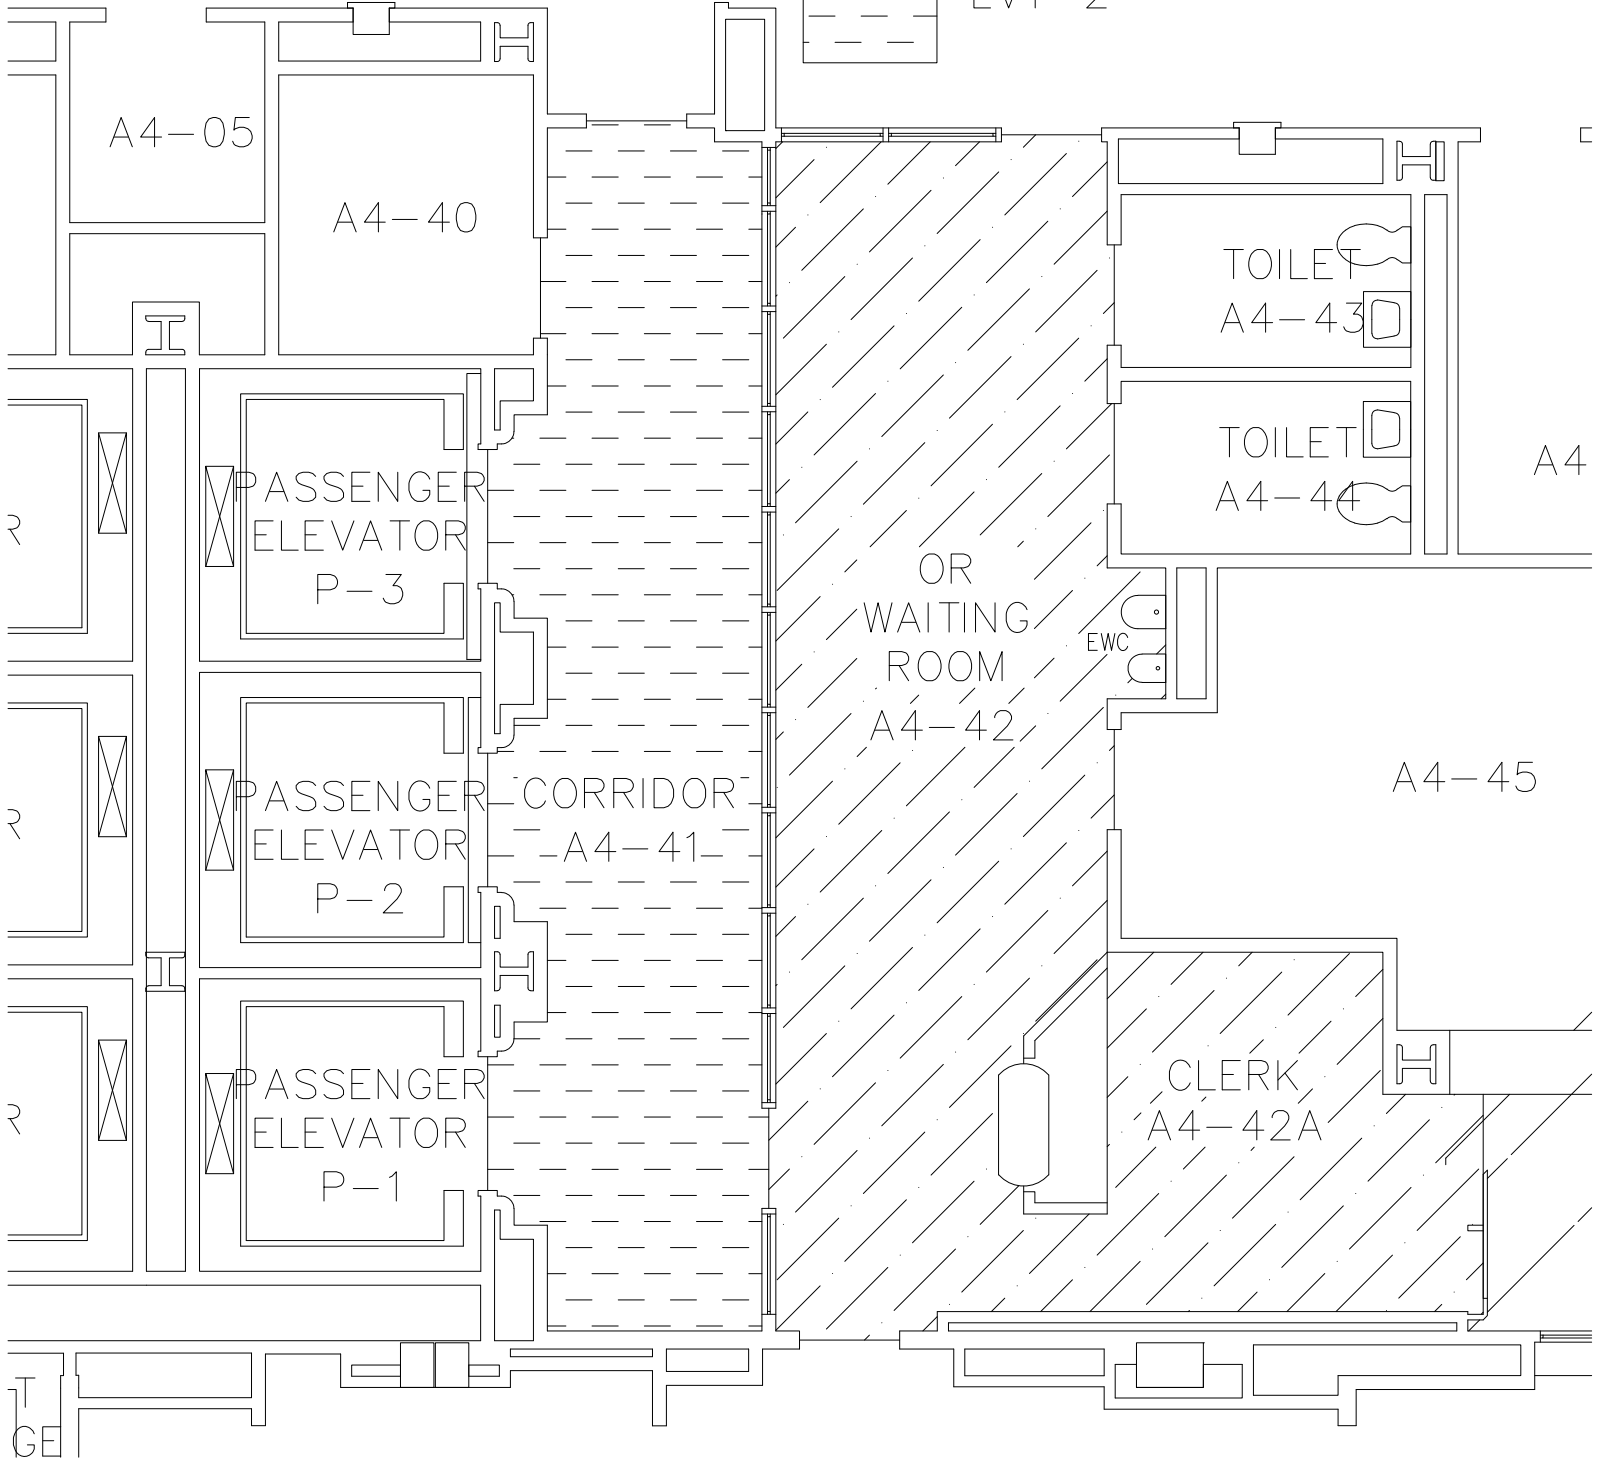 A4-05
A4-40
TOILET
A4-43
TOILET
A4-44
A4
PASSENGER
ELEVATOR
P-3
R
OR
WAITING
ROOM
A4-42
EWC
PASSENGER
ELEVATOR
P-2
R
CORRIDOR
A4-41
A4-45
PASSENGER
ELEVATOR
P-1
R
CLERK
A4-42A
T
GE